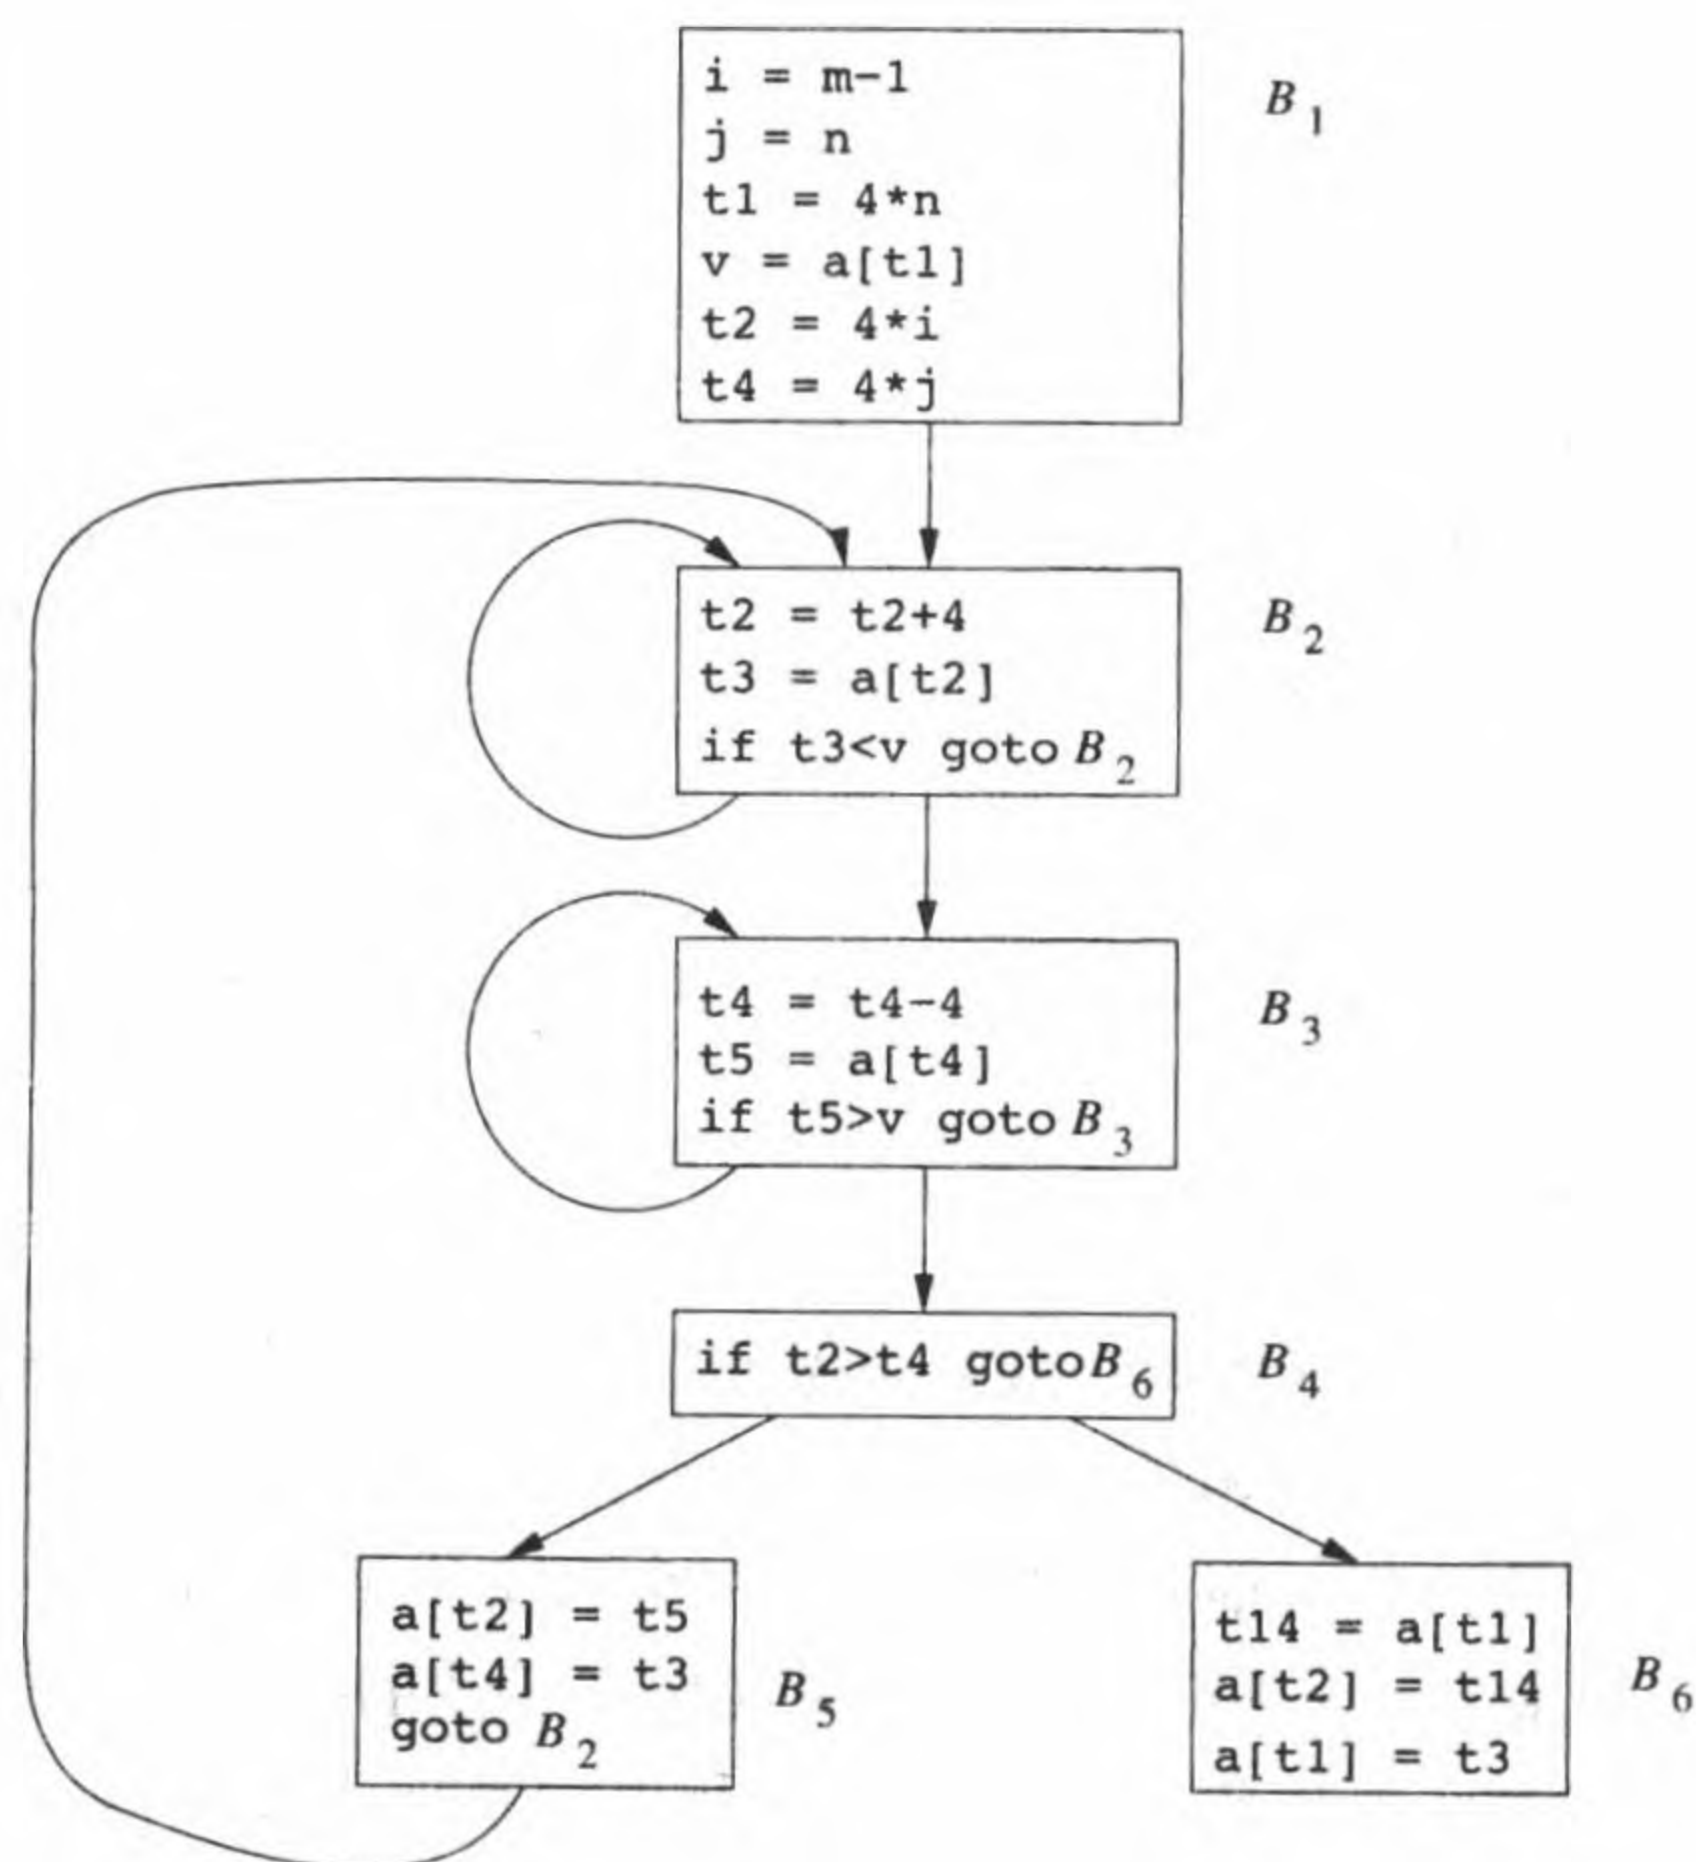 i = m-1
j = n
t1 = 4*n
v = a[t1]
t2 = 4*i
t4 = 4*j
B1
t2 = t2+4
t3 = a[t2]
if t3<v goto B2
B2
t4 = t4-4
t5 = a[t4]
if t5>v goto B3
B3
if t2>t4 goto B6
B4
a[t2] = t5
a[t4] = t3
goto B2
B5
t14 = a[t1]
a[t2] = t14
a[t1] = t3
B6